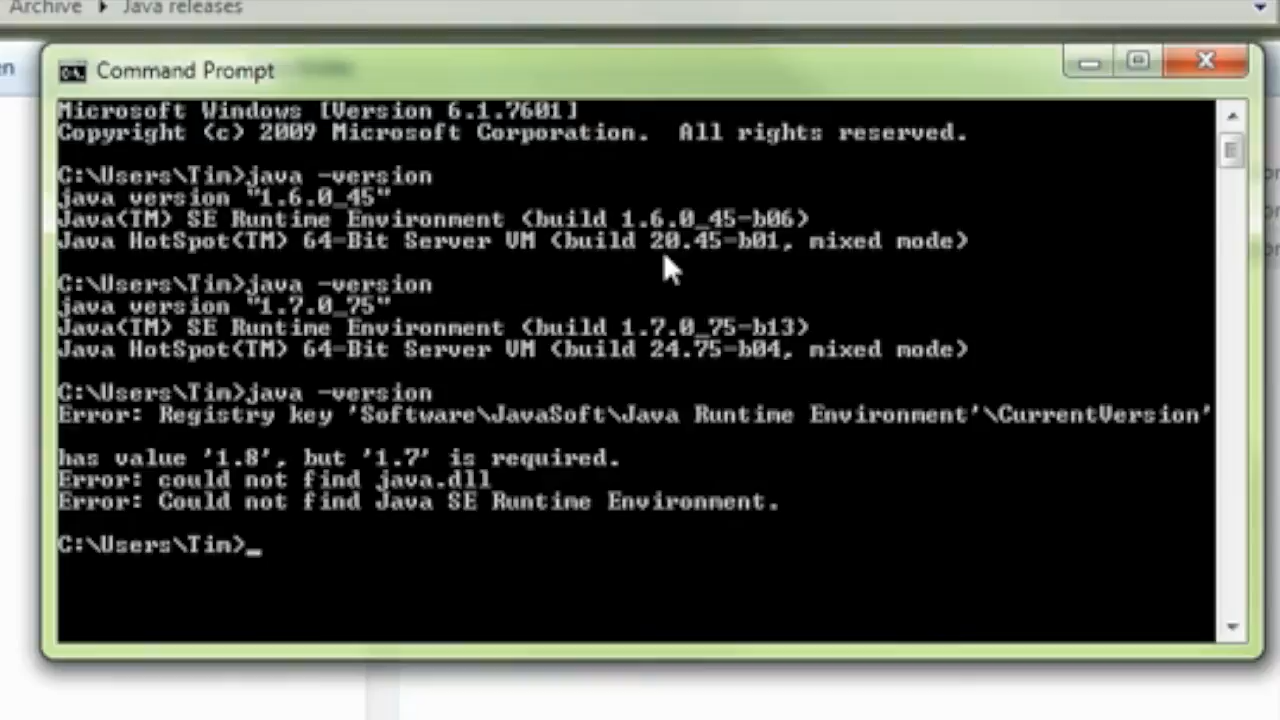 Archive ▸ Java releases
en
Command Prompt
Microsoft Windows [Version 6.1.7601]
Copyright (c) 2009 Microsoft Corporation.  All rights reserved.
C:\Users\Tim>java -version
java version "1.6.0_45"
Java(TM) SE Runtime Environment (build 1.6.0_45-b06)
Java HotSpot(TM) 64-Bit Server VM (build 20.45-b01, mixed mode)
C:\Users\Tim>java -version
java version "1.7.0_75"
Java(TM) SE Runtime Environment (build 1.7.0_75-b13)
Java HotSpot(TM) 64-Bit Server VM (build 24.75-b04, mixed mode)
C:\Users\Tim>java -version
Error: Registry key 'Software\JavaSoft\Java Runtime Environment'\CurrentVersion'
has value '1.8', but '1.7' is required.
Error: could not find java.dll
Error: Could not find Java SE Runtime Environment.
C:\Users\Tim>_